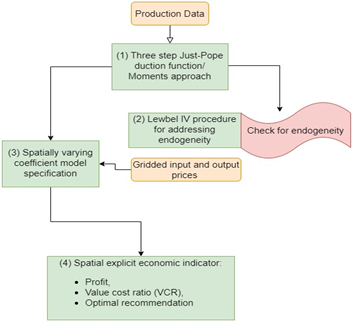 Production Data
(1) Three step Just-Pope
duction function/
Moments approach
(2) Lewbel IV procedure
for addressing
endogeneity
Check for endogeneity
(3) Spatially varying
coefficient model
specification
Gridded input and output
prices
(4) Spatial explicit economic indicator:
• Profit,
• Value cost ratio (VCR),
• Optimal recommendation